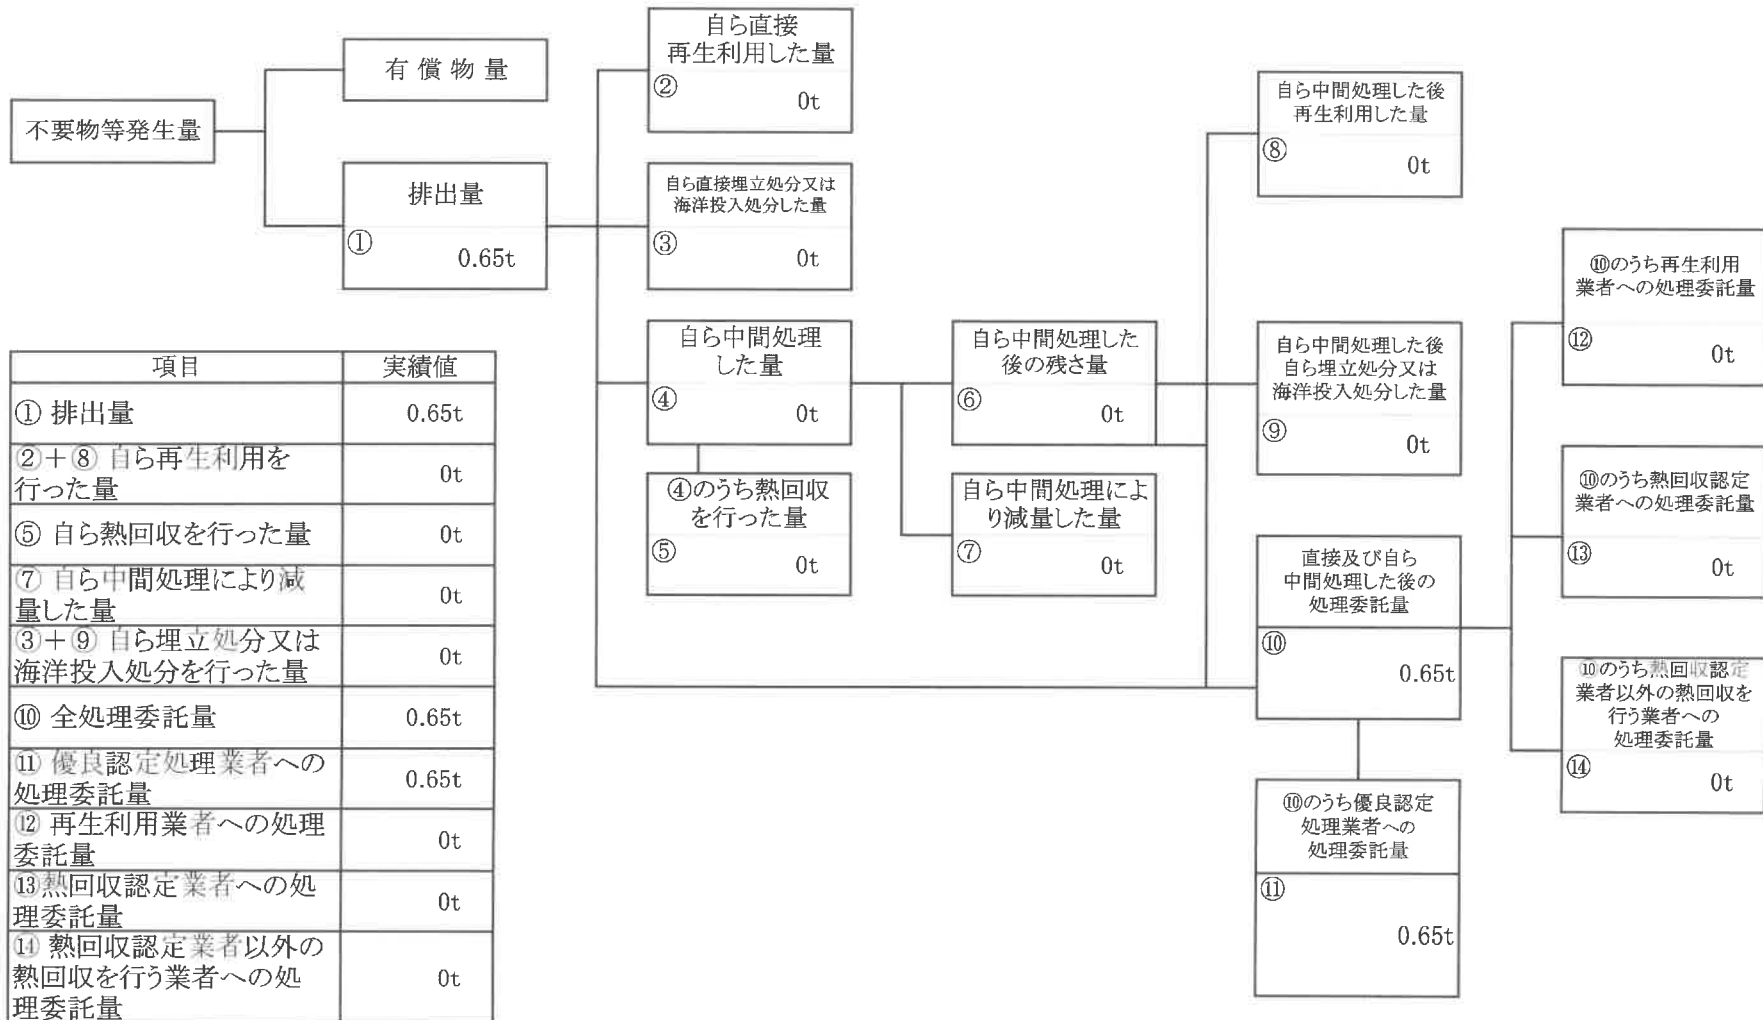 不要物等発生量
有償物量
排出量
①
0.65t
自ら直接
再生利用した量
②
0t
自ら直接埋立処分又は
海洋投入処分した量
③
0t
自ら中間処理
した量
④
0t
④のうち熱回収
を行った量
⑤
0t
自ら中間処理した
後の残さ量
⑥
0t
自ら中間処理によ
り減量した量
⑦
0t
自ら中間処理した後
再生利用した量
⑧
0t
自ら中間処理した後
自ら埋立処分又は
海洋投入処分した量
⑨
0t
直接及び自ら
中間処理した後の
処理委託量
⑩
0.65t
⑩のうち優良認定
処理業者への
処理委託量
⑪
0.65t
⑩のうち再生利用
業者への処理委託量
⑫
0t
⑩のうち熱回収認定
業者への処理委託量
⑬
0t
⑩のうち熱回収認定
業者以外の熱回収を
行う業者への
処理委託量
⑭
0t
項目 実績値
① 排出量 0.65t
②+⑧ 自ら再生利用を
行った量 0t
⑤ 自ら熱回収を行った量 0t
⑦ 自ら中間処理により減
量した量 0t
③+⑨ 自ら埋立処分又は
海洋投入処分を行った量 0t
⑩ 全処理委託量 0.65t
⑪ 優良認定処理業者への
処理委託量 0.65t
⑫ 再生利用業者への処理
委託量 0t
⑬熱回収認定業者への処
理委託量 0t
⑭ 熱回収認定業者以外の
熱回収を行う業者への処
理委託量 0t